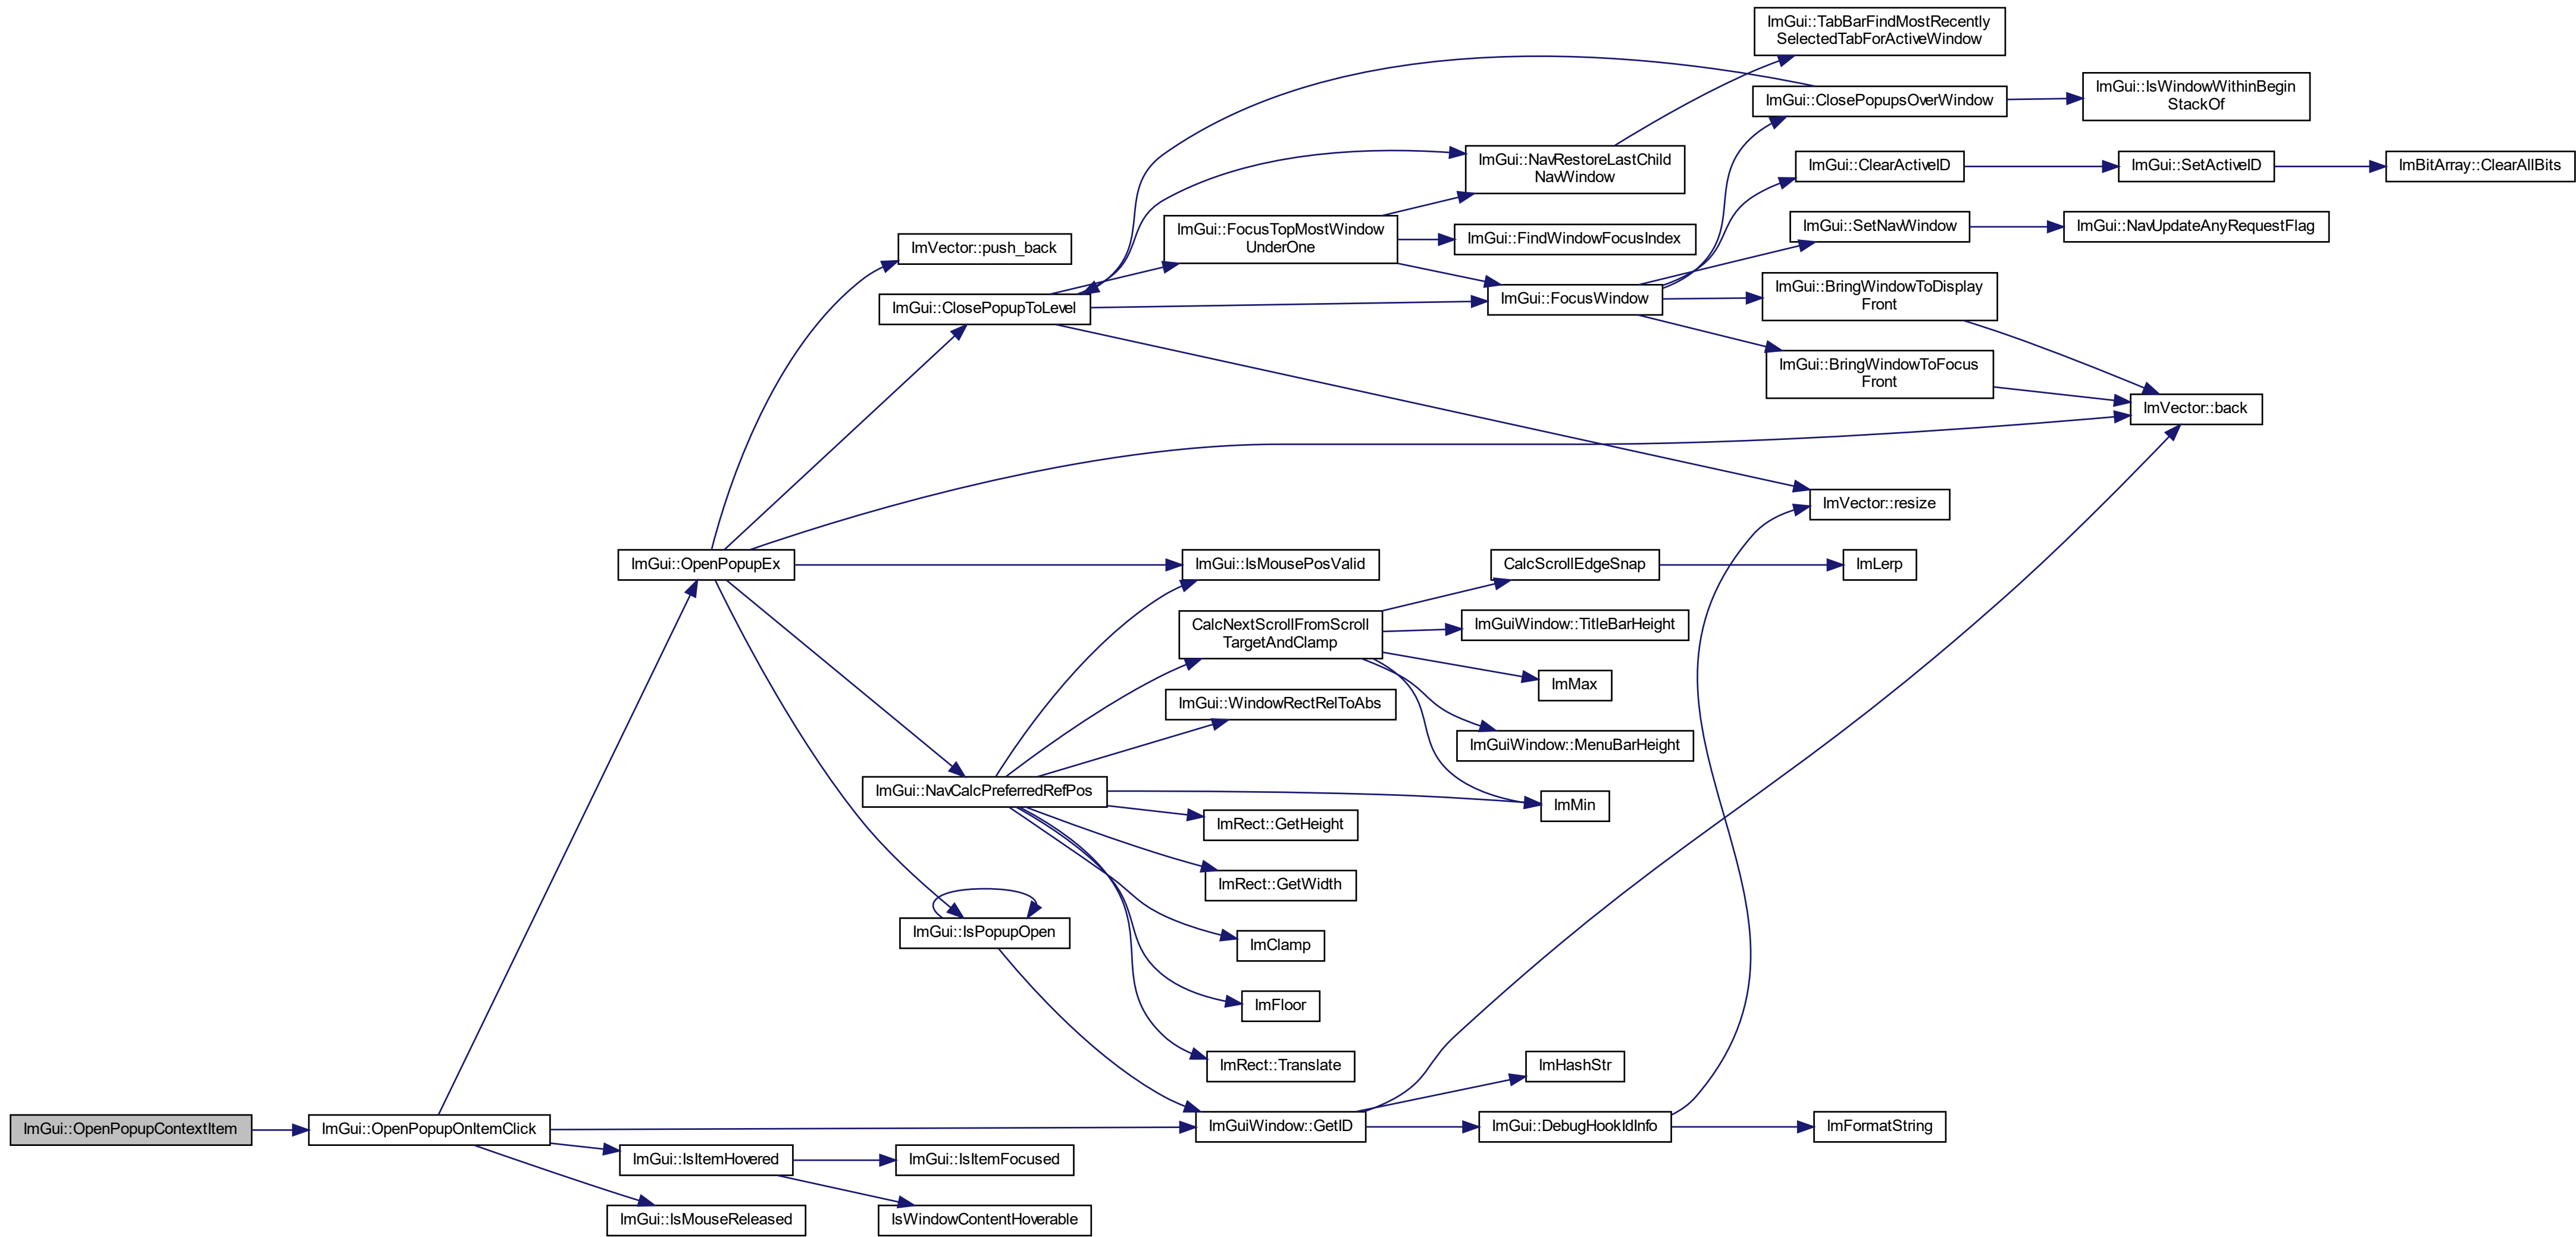 ImGui::OpenPopupContextItem
ImGui::OpenPopupOnItemClick
ImGui::OpenPopupEx
ImGui::IsItemHovered
ImGui::IsMouseReleased
ImVector::push_back
ImGui::ClosePopupToLevel
ImGui::NavCalcPreferredRefPos
ImGui::IsPopupOpen
ImGui::IsItemFocused
IsWindowContentHoverable
ImGui::FocusTopMostWindow
UnderOne
ImGui::IsMousePosValid
CalcNextScrollFromScroll
TargetAndClamp
ImGui::WindowRectRelToAbs
ImRect::GetHeight
ImRect::GetWidth
ImClamp
ImFloor
ImRect::Translate
ImGuiWindow::GetID
ImGui::NavRestoreLastChild
NavWindow
ImGui::FindWindowFocusIndex
ImGui::FocusWindow
CalcScrollEdgeSnap
ImGuiWindow::TitleBarHeight
ImMax
ImGuiWindow::MenuBarHeight
ImMin
ImHashStr
ImGui::DebugHookIdInfo
ImGui::TabBarFindMostRecently
SelectedTabForActiveWindow
ImGui::ClosePopupsOverWindow
ImGui::ClearActiveID
ImGui::SetNavWindow
ImGui::BringWindowToDisplay
Front
ImGui::BringWindowToFocus
Front
ImVector::resize
ImLerp
ImFormatString
ImGui::IsWindowWithinBegin
StackOf
ImGui::SetActiveID
ImGui::NavUpdateAnyRequestFlag
ImVector::back
ImBitArray::ClearAllBits